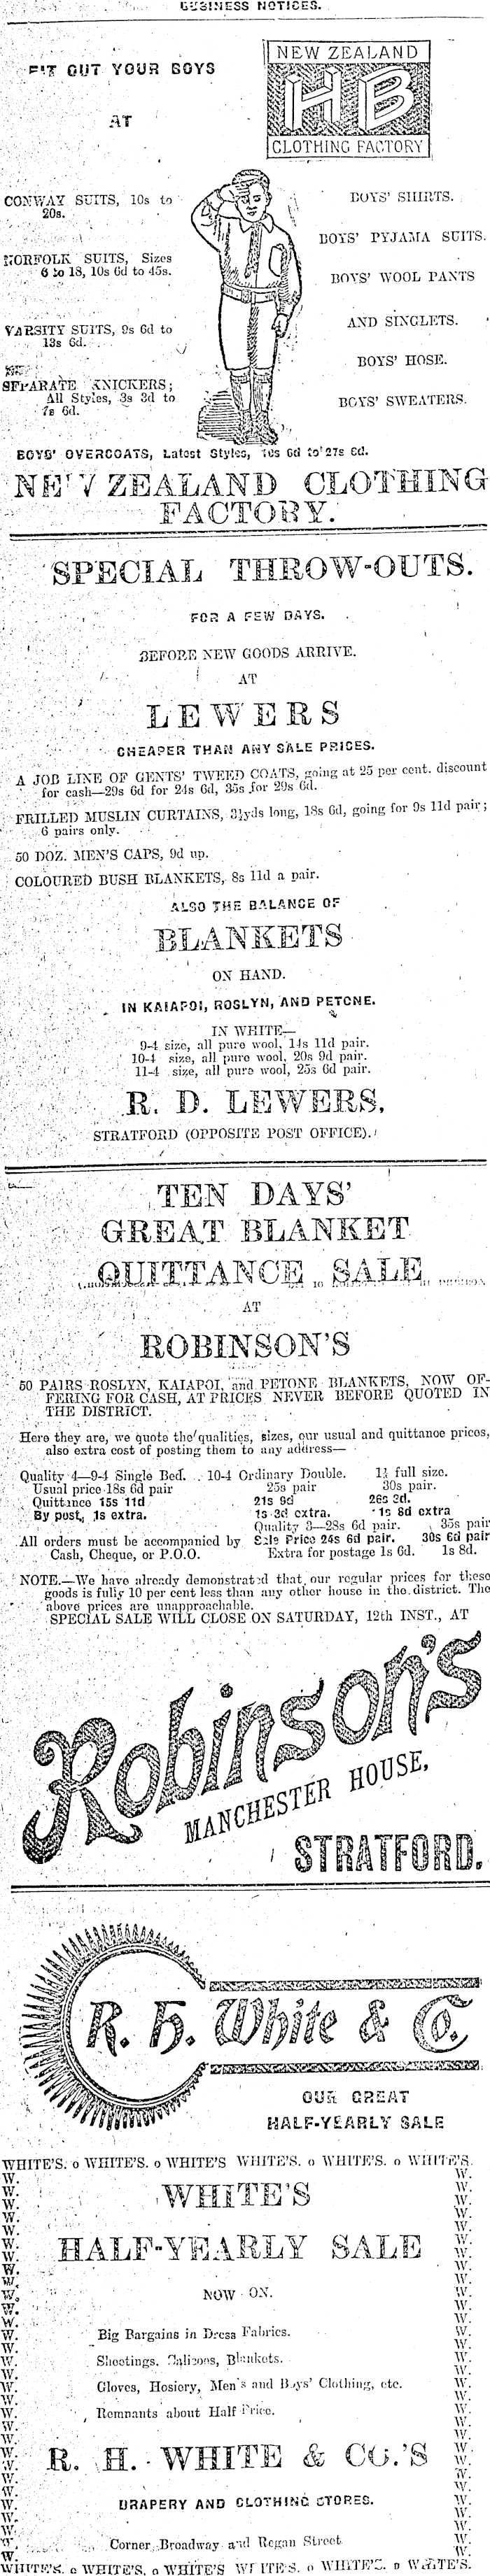 BUSINESS NOTICES.
FIT OUT YOUR BOYS
AT
NEW ZEALAND
HB
CLOTHING FACTORY
CONWAY SUITS, 10s to
20s.
NORFOLK SUITS, Sizes
6 to 18, 10s 6d to 45s.
VARSITY SUITS, 9s 6d to
13s 6d.
SEPARATE KNICKERS;
All Styles, 3s 3d to
7s 6d.
BOYS' SHIRTS.
BOYS' PYJAMA SUITS.
BOYS' WOOL PANTS
AND SINGLETS.
BOYS' HOSE.
BOYS' SWEATERS.
BOYS' OVERCOATS, Latest Styles, 10s 6d to 27s 6d.
NEW ZEALAND CLOTHING
FACTORY.
SPECIAL THROW-OUTS.
FOR A FEW DAYS.
BEFORE NEW GOODS ARRIVE.
AT
LEWERS
CHEAPER THAN ANY SALE PRICES.
A JOB LINE OF GENTS' TWEED COATS, going at 25 per cent. discount
for cash—29s 6d for 24s 6d, 35s for 29s 6d.
FRILLED MUSLIN CURTAINS, 3½yds long, 18s 6d, going for 9s 11d pair;
6 pairs only.
50 DOZ. MEN'S CAPS, 9d up.
COLOURED BUSH BLANKETS, 8s 11d a pair.
ALSO THE BALANCE OF
BLANKETS
ON HAND.
IN KAIAPOI, ROSLYN, AND PETONE.
IN WHITE—
9-4 size, all pure wool, 14s 11d pair.
10-4 size, all pure wool, 20s 9d pair.
11-4 size, all pure wool, 25s 6d pair.
R. D. LEWERS,
STRATFORD (OPPOSITE POST OFFICE).
TEN DAYS'
GREAT BLANKET
QUITTANCE SALE
AT
ROBINSON'S
50 PAIRS ROSLYN, KAIAPOI, and PETONE BLANKETS, NOW OF-
FERING FOR CASH, AT PRICES NEVER BEFORE QUOTED IN
THE DISTRICT.
Here they are, we quote the qualities, sizes, our usual and quittance prices,
also extra cost of posting them to any address—
Quality 4—9-4 Single Bed. 10-4 Ordinary Double. 1¼ full size.
Usual price 18s 6d pair 25s pair 30s pair.
Quittance 15s 11d 21s 9d 26s 3d.
By post, 1s extra. 1s 3d extra. 1s 8d extra
Quality 3—28s 6d pair. 35s pair
All orders must be accompanied by Sale Price 24s 6d pair. 30s 6d pair
Cash, Cheque, or P.O.O. Extra for postage 1s 6d. 1s 8d.
NOTE.—We have already demonstrated that our regular prices for these
goods is fully 10 per cent less than any other house in the district. The
above prices are unapproachable.
SPECIAL SALE WILL CLOSE ON SATURDAY, 12th INST., AT
Robinson's
MANCHESTER HOUSE,
STRATFORD.
R. H. White & Co.
OUR GREAT
HALF-YEARLY SALE
WHITE'S. o WHITE'S. o WHITE'S WHITE'S. o WHITE'S. o WHITE'S.
WHITE'S
HALF-YEARLY SALE
NOW ON.
Big Bargains in Dress Fabrics.
Sheetings, Calicoes, Blankets.
Gloves, Hosiery, Men's and Boys' Clothing, etc.
Remnants about Half Price.
R. H. WHITE & CO.'S
DRAPERY AND CLOTHING STORES.
Corner Broadway and Regan Street
WHITE'S. o WHITE'S. o WHITE'S WHITE'S. o WHITE'S. o WHITE'S.